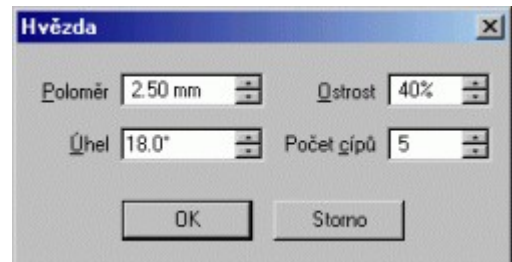 Hvězda
Poloměr 2.50 mm Ostrost 40%
Úhel 18.0° Počet cípů 5
OK Storno